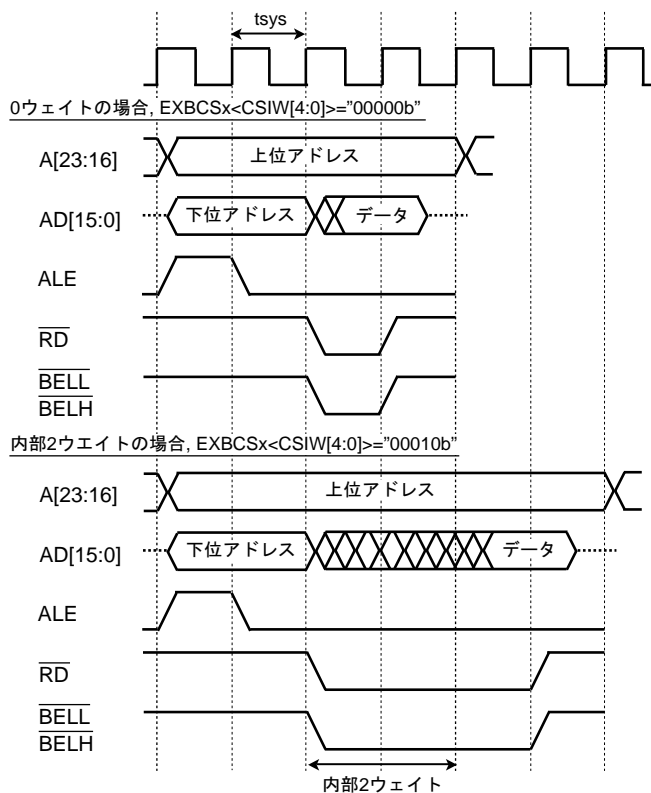 tsys
0ウェイトの場合, EXBCSx<CSIW[4:0]>="00000b"
A[23:16]
上位アドレス
AD[15:0]
下位アドレス
データ
ALE
RD
BELL
BELH
内部2ウエイトの場合, EXBCSx<CSIW[4:0]>="00010b"
A[23:16]
上位アドレス
AD[15:0]
下位アドレス
データ
ALE
RD
BELL
BELH
内部2ウェイト